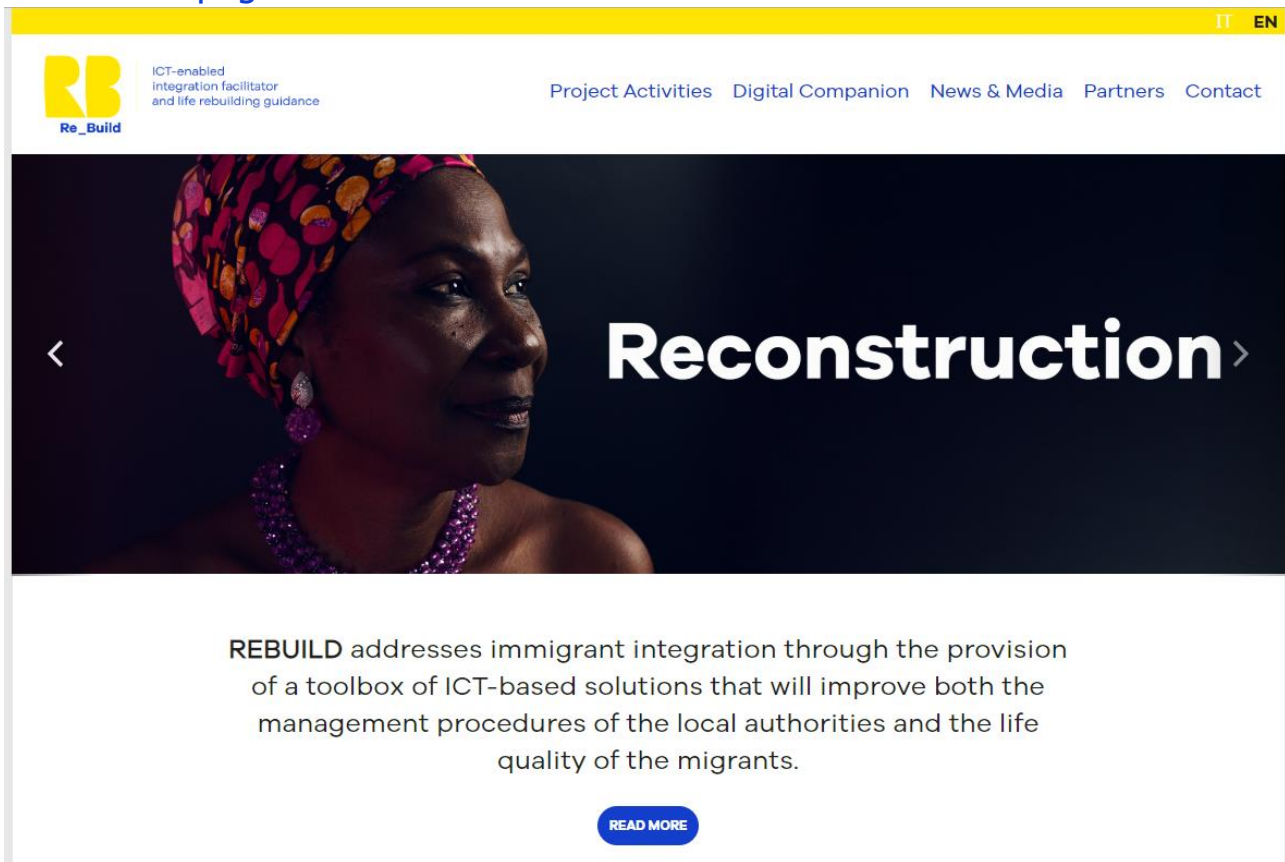 IT EN
ICT-enabled
integration facilitator
and life rebuilding guidance
Re_Build
Project Activities Digital Companion News & Media Partners Contact
Reconstruction
REBUILD addresses immigrant integration through the provision
of a toolbox of ICT-based solutions that will improve both the
management procedures of the local authorities and the life
quality of the migrants.
READ MORE